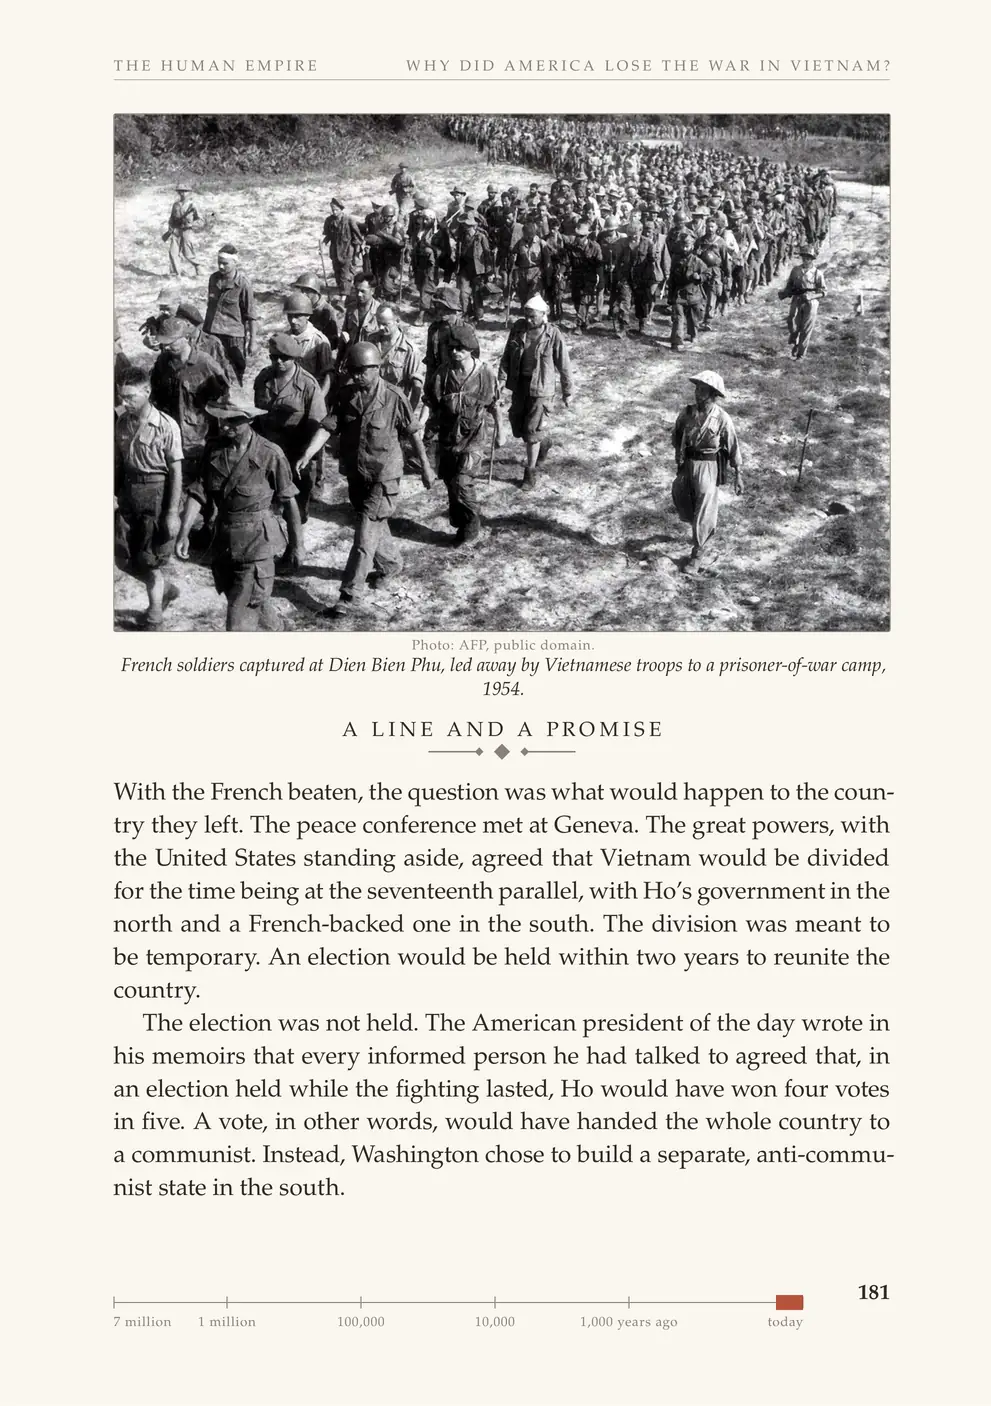 THE HUMAN EMPIRE
WHY DID AMERICA LOSE THE WAR IN VIETNAM?
Photo: AFP, public domain.
French soldiers captured at Dien Bien Phu, led away by Vietnamese troops to a prisoner-of-war camp,
1954.
A LINE AND A PROMISE
With the French beaten, the question was what would happen to the coun-
try they left. The peace conference met at Geneva. The great powers, with
the United States standing aside, agreed that Vietnam would be divided
for the time being at the seventeenth parallel, with Ho’s government in the
north and a French-backed one in the south. The division was meant to
be temporary. An election would be held within two years to reunite the
country.
The election was not held. The American president of the day wrote in
his memoirs that every informed person he had talked to agreed that, in
an election held while the fighting lasted, Ho would have won four votes
in five. A vote, in other words, would have handed the whole country to
a communist. Instead, Washington chose to build a separate, anti-commu-
nist state in the south.
181
7 million
1 million
100,000
10,000
1,000 years ago
today